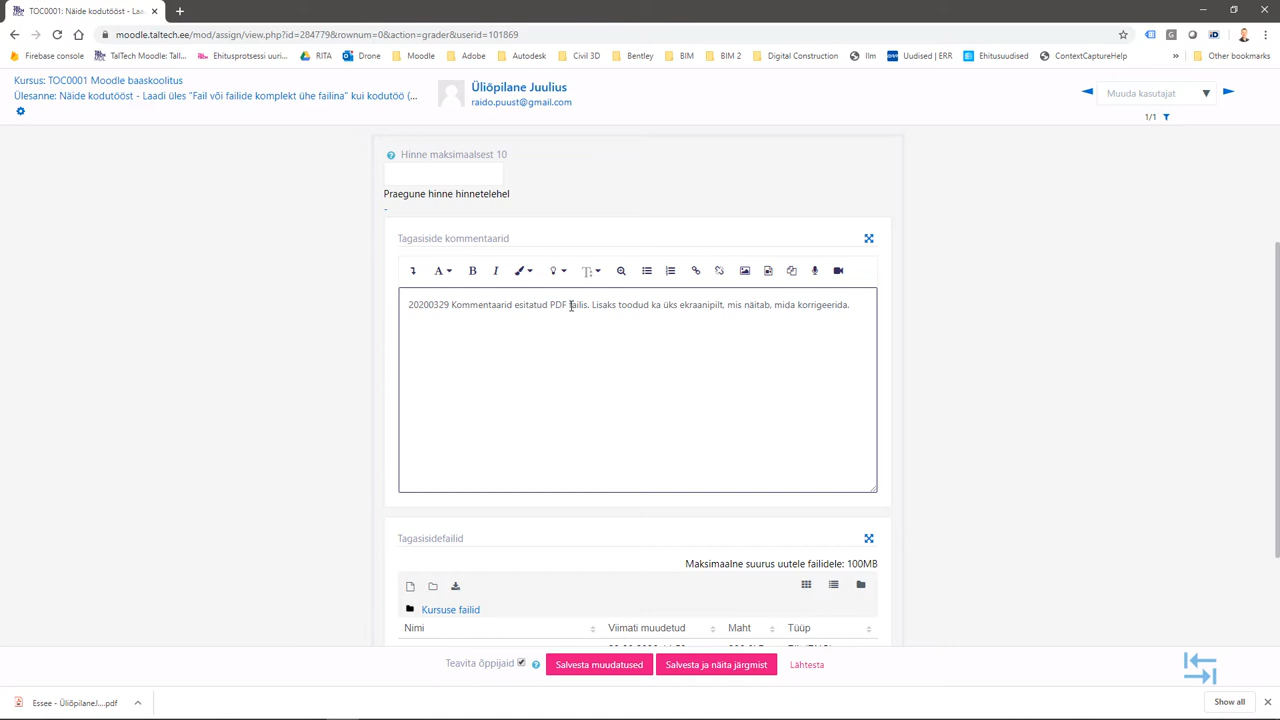 TOC0001: Näide kodutööst - Laa
moodle.taltech.ee/mod/assign/view.php?id=284779&rownum=0&action=grader&userid=101869
Firebase console TalTech Moodle: Tall... Ehitusprotsessi uuri... RITA Drone Moodle Adobe Autodesk Civil 3D Bentley BIM BIM 2 Digital Construction Ilm Uudised | ERR Ehitusuudised ContextCaptureHelp » Other bookmarks
Kursus: TOC0001 Moodle baaskoolitus
Ülesanne: Näide kodutööst - Laadi üles "Fail või failide komplekt ühe failina" kui kodutöö (...
Üliõpilane Juulius
raido.puust@gmail.com
Muuda kasutajat
1/1
Hinne maksimaalsest 10
Praegune hinne hinnetelehel
-
Tagasiside kommentaarid
20200329 Kommentaarid esitatud PDF failis. Lisaks toodud ka üks ekraanipilt, mis näitab, mida korrigeerida.
Tagasisidefailid
Maksimaalne suurus uutele failidele: 100MB
Kursuse failid
Nimi Viimati muudetud Maht Tüüp
Teavita õppijaid Salvesta muudatused Salvesta ja näita järgmist Lähtesta
Essee - ÜliõpilaneJ....pdf Show all